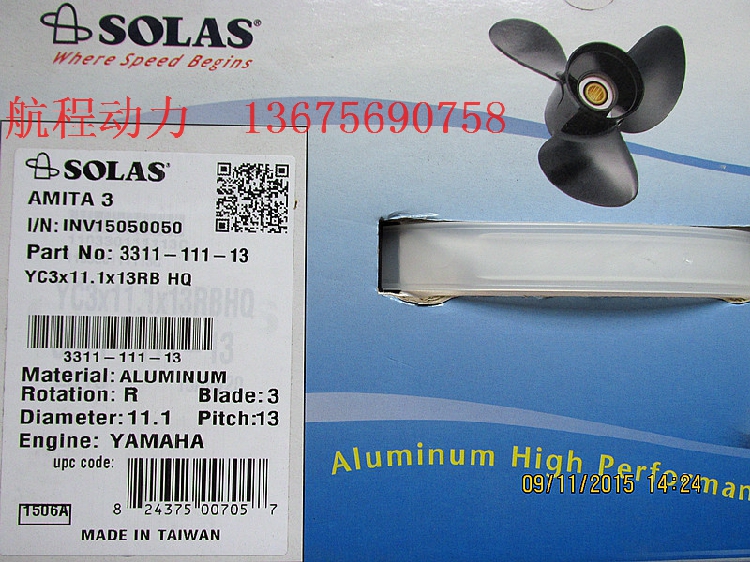 SOLAS®
Where Speed Begins
航程动力 13675690758
SOLAS®
AMITA 3
I/N: INV15050050
Part No: 3311-111-13
YC3x11.1x13RB HQ
YC3x11.1x13RBHQ
3311-111-13
Material: ALUMINUM
Rotation: R Blade: 3
Diameter: 11.1 Pitch: 13
Engine: YAMAHA
upc code:
8 24375 00705 7
1506A
MADE IN TAIWAN
Aluminum High Performan
09/11/2015 14:24